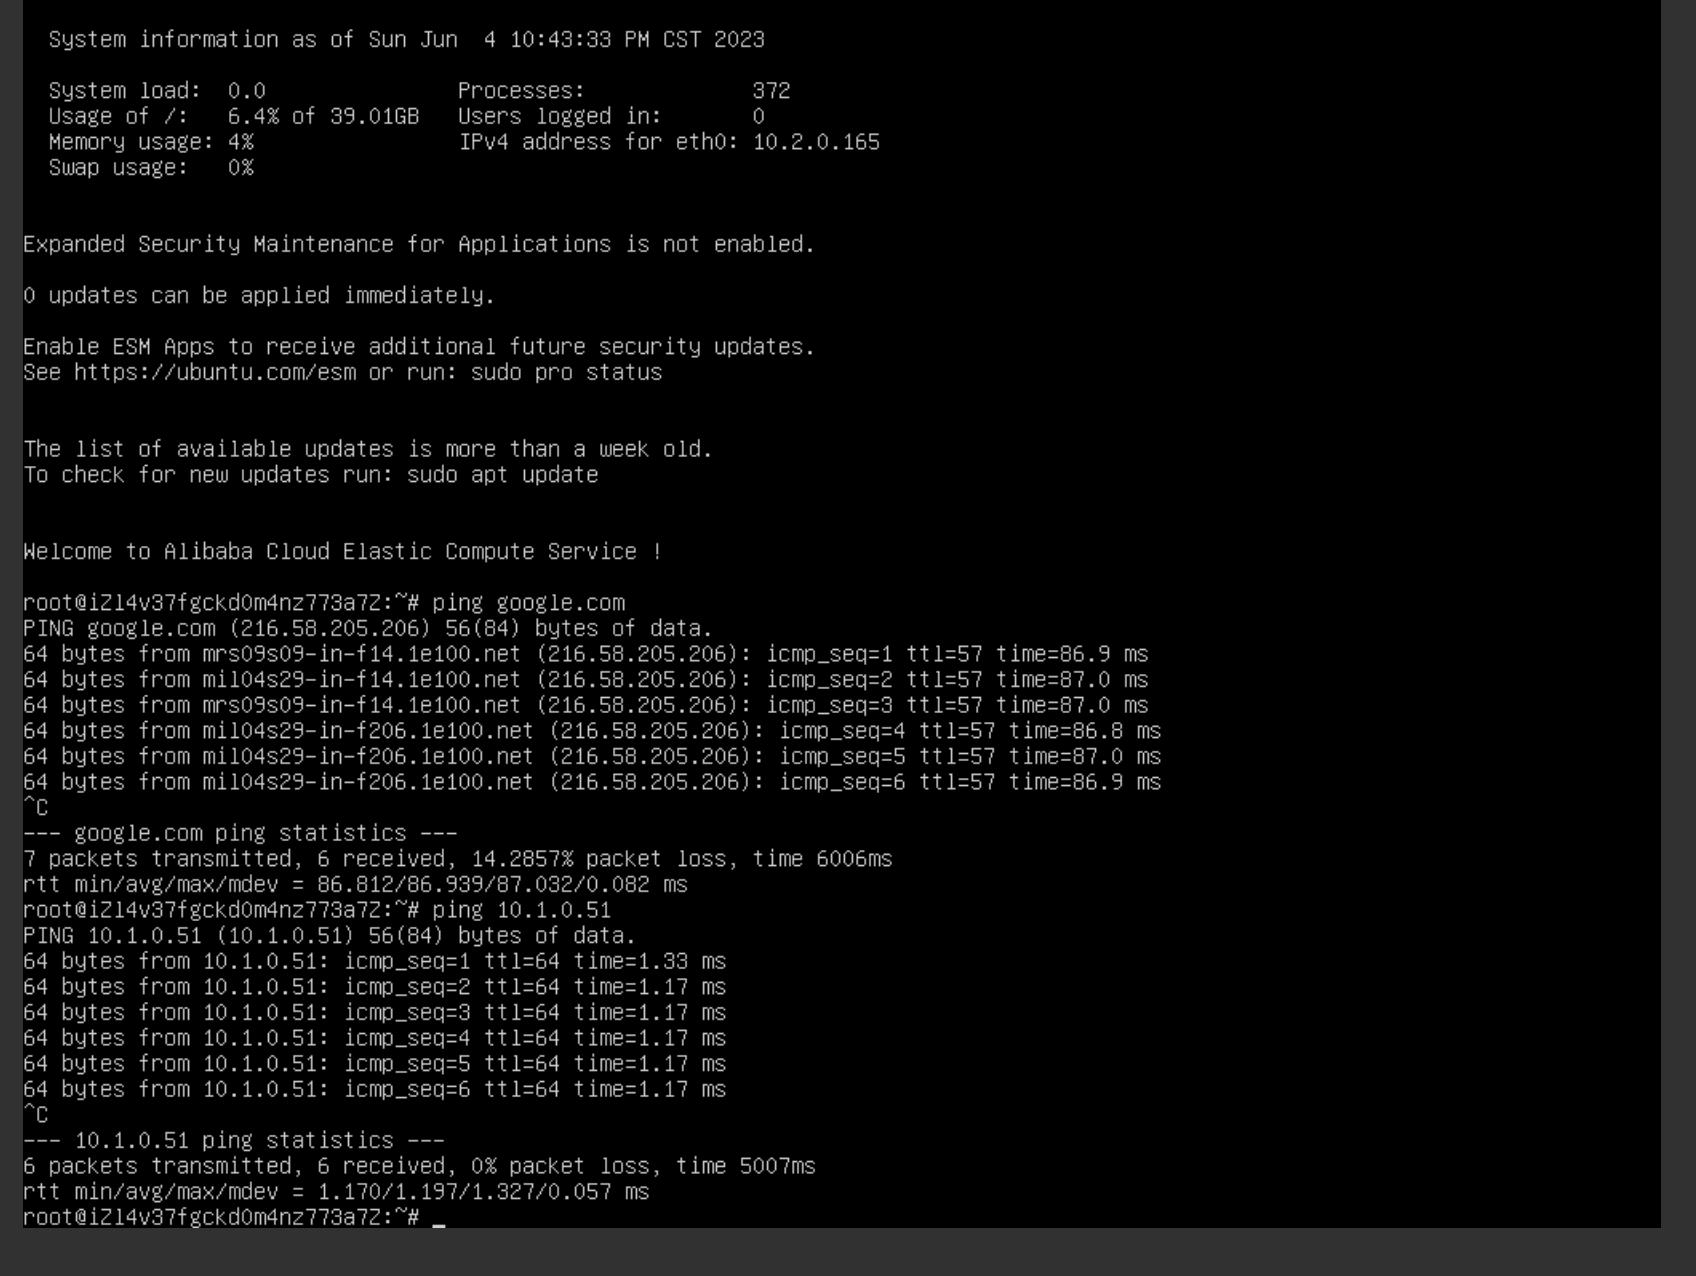 System information as of Sun Jun  4 10:43:33 PM CST 2023
System load:  0.0               Processes:             372
Usage of /:   6.4% of 39.01GB   Users logged in:       0
Memory usage: 4%                IPv4 address for eth0: 10.2.0.165
Swap usage:   0%
Expanded Security Maintenance for Applications is not enabled.
0 updates can be applied immediately.
Enable ESM Apps to receive additional future security updates.
See https://ubuntu.com/esm or run: sudo pro status
The list of available updates is more than a week old.
To check for new updates run: sudo apt update
Welcome to Alibaba Cloud Elastic Compute Service !
root@iZl4v37fgckd0m4nz773a7Z:~# ping google.com
PING google.com (216.58.205.206) 56(84) bytes of data.
64 bytes from mrs09s09-in-f14.1e100.net (216.58.205.206): icmp_seq=1 ttl=57 time=86.9 ms
64 bytes from mil04s29-in-f14.1e100.net (216.58.205.206): icmp_seq=2 ttl=57 time=87.0 ms
64 bytes from mrs09s09-in-f14.1e100.net (216.58.205.206): icmp_seq=3 ttl=57 time=87.0 ms
64 bytes from mil04s29-in-f206.1e100.net (216.58.205.206): icmp_seq=4 ttl=57 time=86.8 ms
64 bytes from mil04s29-in-f206.1e100.net (216.58.205.206): icmp_seq=5 ttl=57 time=87.0 ms
64 bytes from mil04s29-in-f206.1e100.net (216.58.205.206): icmp_seq=6 ttl=57 time=86.9 ms
^C
--- google.com ping statistics ---
7 packets transmitted, 6 received, 14.2857% packet loss, time 6006ms
rtt min/avg/max/mdev = 86.812/86.939/87.032/0.082 ms
root@iZl4v37fgckd0m4nz773a7Z:~# ping 10.1.0.51
PING 10.1.0.51 (10.1.0.51) 56(84) bytes of data.
64 bytes from 10.1.0.51: icmp_seq=1 ttl=64 time=1.33 ms
64 bytes from 10.1.0.51: icmp_seq=2 ttl=64 time=1.17 ms
64 bytes from 10.1.0.51: icmp_seq=3 ttl=64 time=1.17 ms
64 bytes from 10.1.0.51: icmp_seq=4 ttl=64 time=1.17 ms
64 bytes from 10.1.0.51: icmp_seq=5 ttl=64 time=1.17 ms
64 bytes from 10.1.0.51: icmp_seq=6 ttl=64 time=1.17 ms
^C
--- 10.1.0.51 ping statistics ---
6 packets transmitted, 6 received, 0% packet loss, time 5007ms
rtt min/avg/max/mdev = 1.170/1.197/1.327/0.057 ms
root@iZl4v37fgckd0m4nz773a7Z:~# _